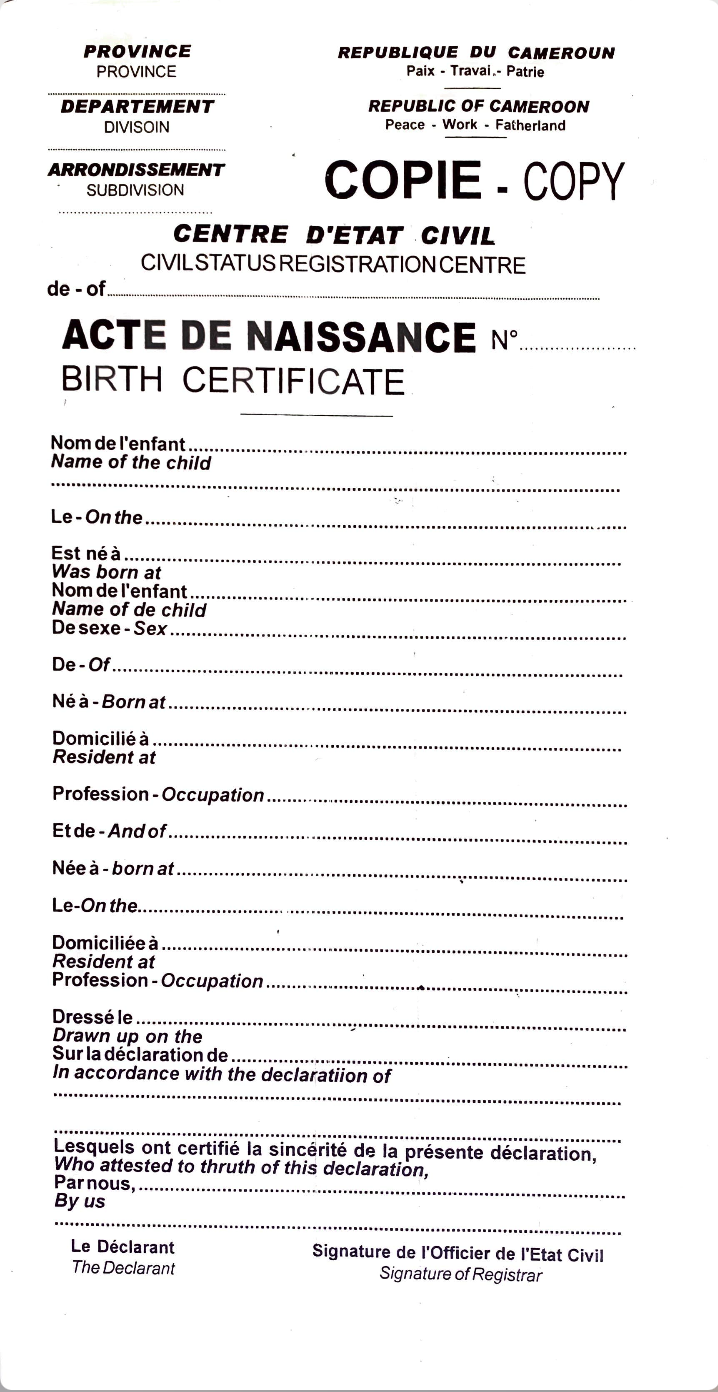 PROVINCE
PROVINCE
DEPARTEMENT
DIVISOIN
ARRONDISSEMENT
SUBDIVISION
REPUBLIQUE DU CAMEROUN
Paix - Travai.- Patrie
REPUBLIC OF CAMEROON
Peace - Work - Fatherland
COPIE - COPY
CENTRE D'ETAT CIVIL
CIVIL STATUS REGISTRATION CENTRE
de - of
ACTE DE NAISSANCE N°
BIRTH CERTIFICATE
Nom de l'enfant
Name of the child
Le - On the
Est né à
Was born at
Nom de l'enfant
Name of de child
De sexe - Sex
De - Of
Né à - Born at
Domicilié à
Resident at
Profession - Occupation
Et de - And of
Née à - born at
Le-On the
Domiciliée à
Resident at
Profession - Occupation
Dressé le
Drawn up on the
Sur la déclaration de
In accordance with the declaratiion of
Lesquels ont certifié la sincérité de la présente déclaration,
Who attested to thruth of this declaration,
Par nous,
By us
Le Déclarant
The Declarant
Signature de l'Officier de l'Etat Civil
Signature of Registrar